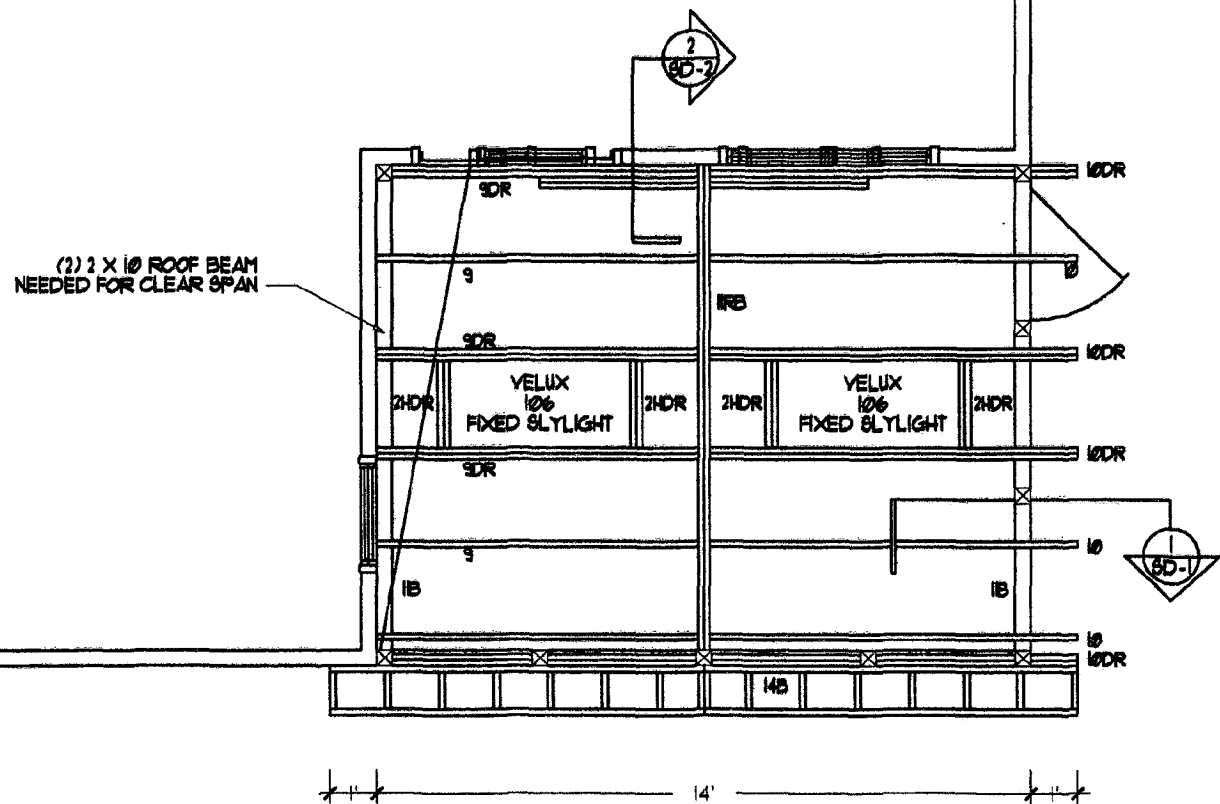 2
SD-2
10DR
9DR
(2) 2 X 10 ROOF BEAM
NEEDED FOR CLEAR SPAN
9
10
11RB
9DR
10DR
2HDR
VELUX
106
FIXED SLYLIGHT
2HDR
2HDR
VELUX
106
FIXED SLYLIGHT
2HDR
9DR
10DR
9
10
1
SD-1
11B
11B
10
10DR
14B
1'
14'
1'